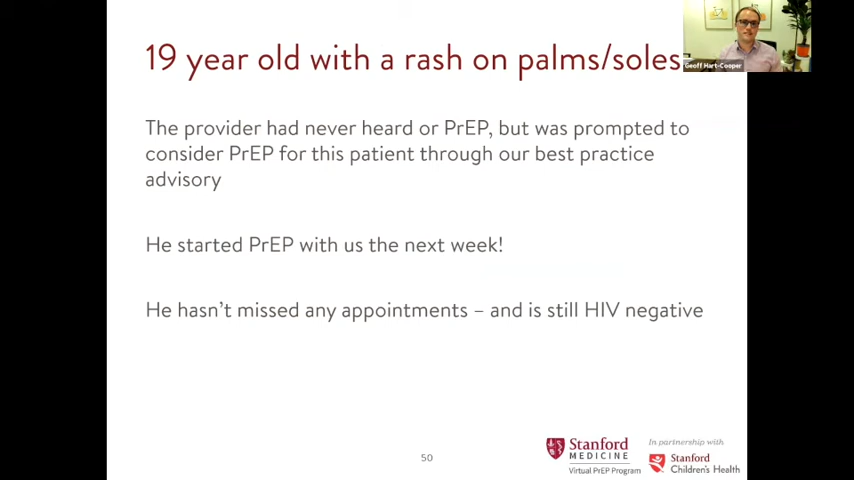 19 year old with a rash on palms/soles
Geoff Hart-Cooper
The provider had never heard or PrEP, but was prompted to
consider PrEP for this patient through our best practice
advisory
He started PrEP with us the next week!
He hasn't missed any appointments – and is still HIV negative
50
Stanford
MEDICINE
Virtual PrEP Program
In partnership with
Stanford
Children's Health